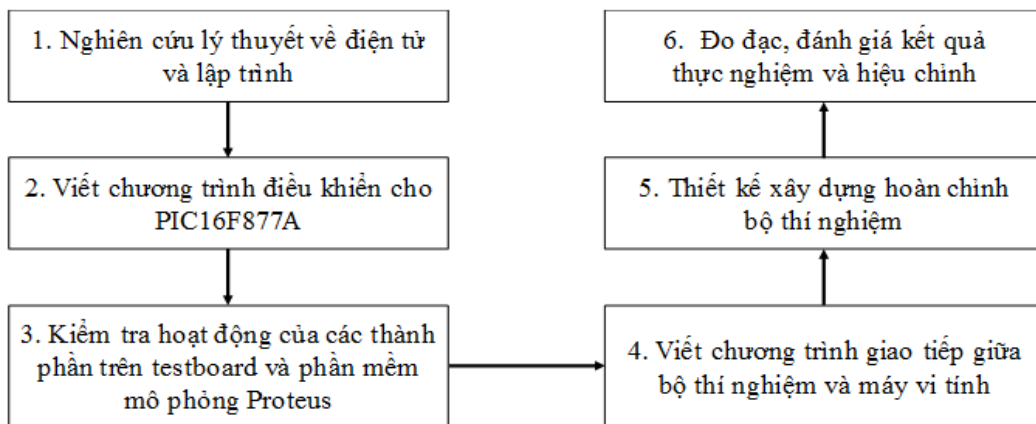 1. Nghiên cứu lý thuyết về điện tử
và lập trình
2. Viết chương trình điều khiển cho
PIC16F877A
3. Kiểm tra hoạt động của các thành
phần trên testboard và phần mềm
mô phỏng Proteus
4. Viết chương trình giao tiếp giữa
bộ thí nghiệm và máy vi tính
5. Thiết kế xây dựng hoàn chỉnh
bộ thí nghiệm
6. Đo đạc, đánh giá kết quả
thực nghiệm và hiệu chỉnh